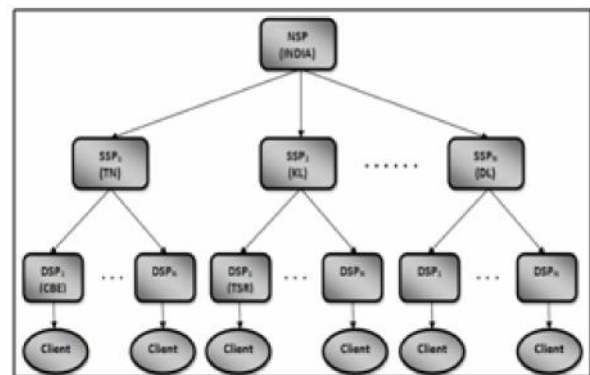 NSP
(INDIA)
SSP₁ SSP₂ . . . . . . SSPN
(TN) (KL) (DL)
DSP₁ . . . DSPN DSP₁ . . . DSPN DSP₁ . . . DSPN
(CBE) (TSR)
Client Client Client Client Client Client